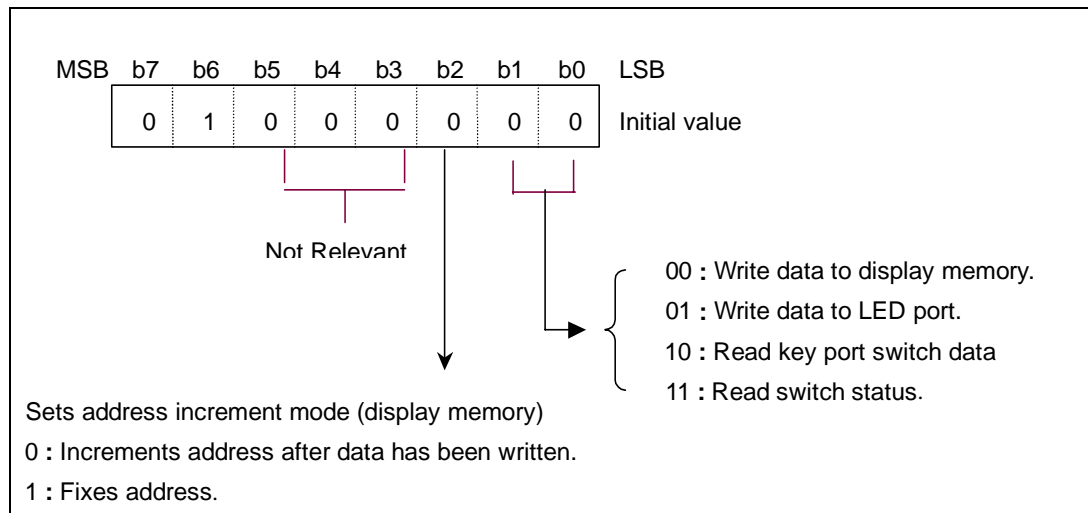 MSB b7 b6 b5 b4 b3 b2 b1 b0 LSB
0 1 0 0 0 0 0 0 Initial value
Not Relevant
00 : Write data to display memory.
01 : Write data to LED port.
10 : Read key port switch data
11 : Read switch status.
Sets address increment mode (display memory)
0 : Increments address after data has been written.
1 : Fixes address.